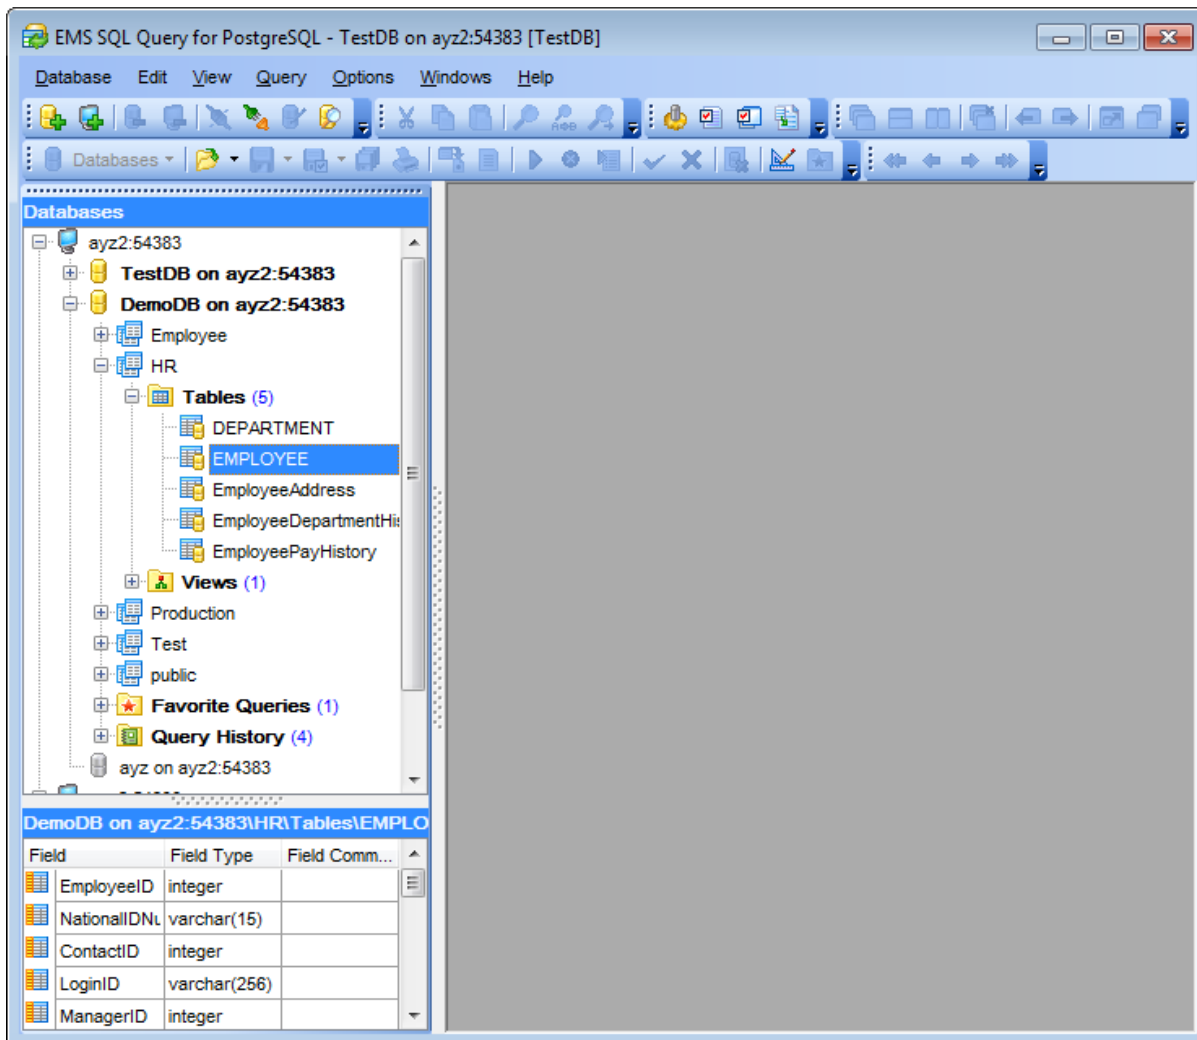 EMS SQL Query for PostgreSQL - TestDB on ayz2:54383 [TestDB]
Database Edit View Query Options Windows Help
Databases
Databases
ayz2:54383
TestDB on ayz2:54383
DemoDB on ayz2:54383
Employee
HR
Tables (5)
DEPARTMENT
EMPLOYEE
EmployeeAddress
EmployeeDepartmentHis
EmployeePayHistory
Views (1)
Production
Test
public
Favorite Queries (1)
Query History (4)
ayz on ayz2:54383
DemoDB on ayz2:54383\HR\Tables\EMPLO
Field Field Type Field Comm...
EmployeeID integer
NationalIDNu varchar(15)
ContactID integer
LoginID varchar(256)
ManagerID integer